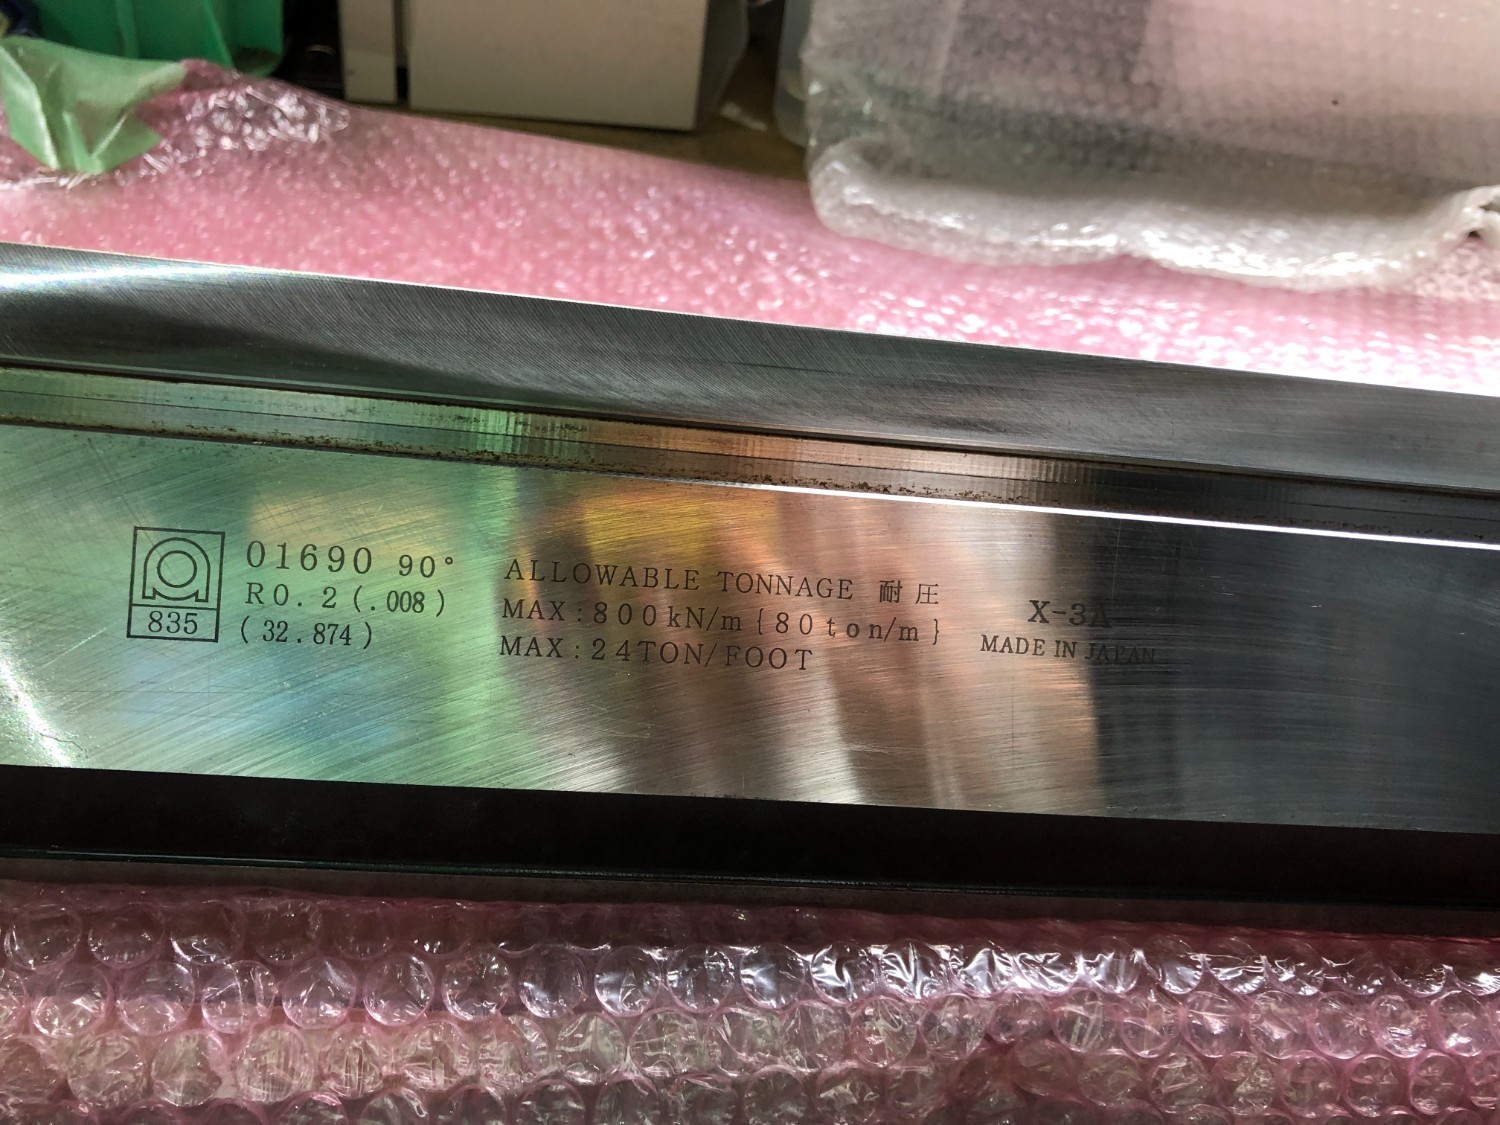 835
01690 90°
R0.2(.008)
(32.874)
ALLOWABLE TONNAGE 耐圧
MAX:800kN/m{80ton/m}
MAX:24TON/FOOT
X-3A
MADE IN JAPAN